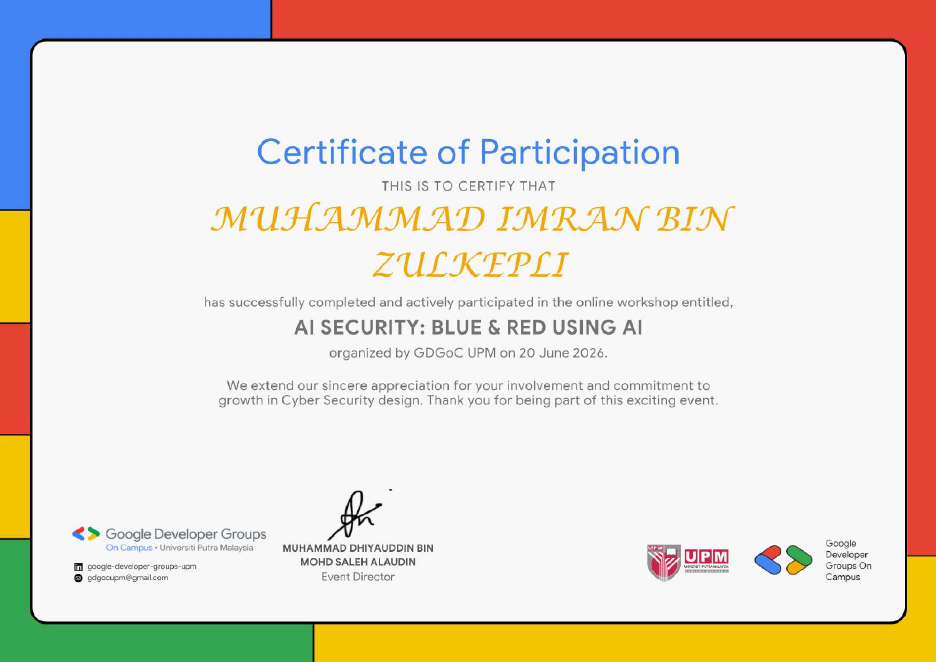 Certificate of Participation
THIS IS TO CERTIFY THAT
MUHAMMAD IMRAN BIN
ZULKEPLI
has successfully completed and actively participated in the online workshop entitled,
AI SECURITY: BLUE & RED USING AI
organized by GDGoC UPM on 20 June 2026.
We extend our sincere appreciation for your involvement and commitment to
growth in Cyber Security design. Thank you for being part of this exciting event.
Google Developer Groups
On Campus • Universiti Putra Malaysia
google-developer-groups-upm
gdgocupm@gmail.com
MUHAMMAD DHIYAUDDIN BIN
MOHD SALEH ALAUDIN
Event Director
UPM
UNIVERSITI PUTRA MALAYSIA
Google
Developer
Groups On
Campus